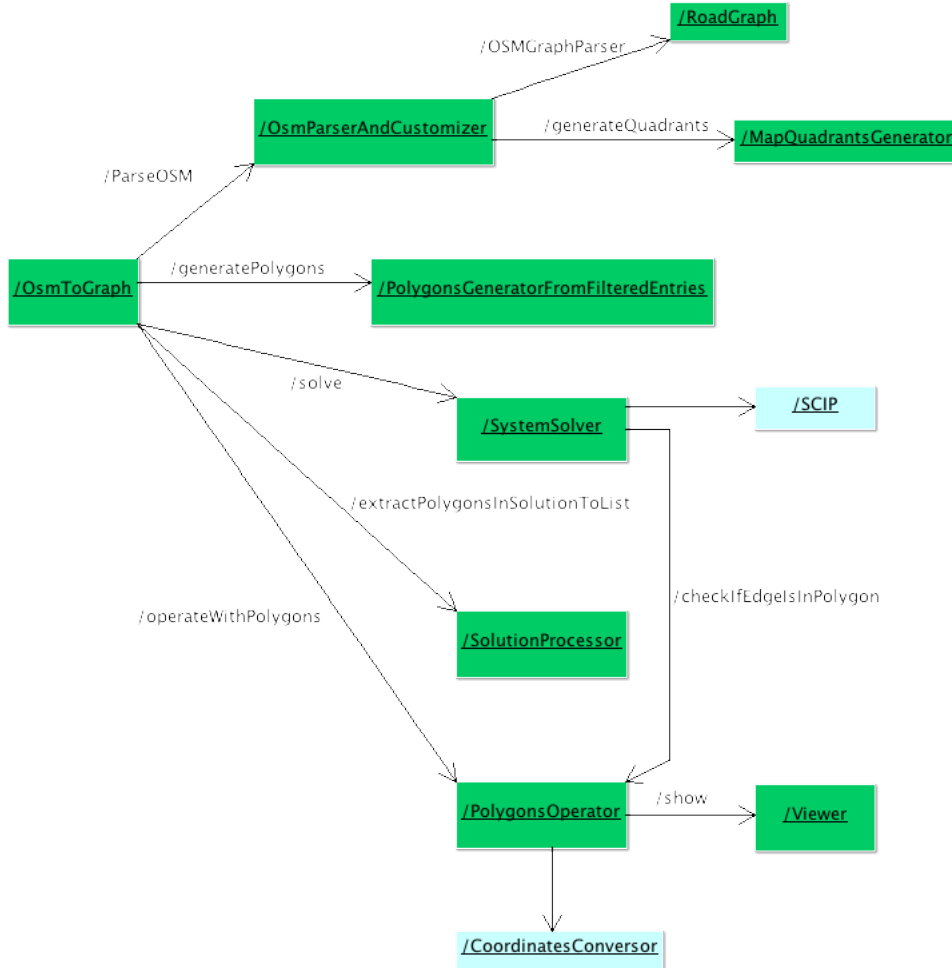 /RoadGraph
/OSMGraphParser
/OsmParserAndCustomizer
/generateQuadrants
/MapQuadrantsGenerator
/ParseOSM
/OsmToGraph
/generatePolygons
/PolygonsGeneratorFromFilteredEntries
/solve
/SystemSolver
/SCIP
/extractPolygonsInSolutionToList
/checkIfEdgeIsInPolygon
/operateWithPolygons
/SolutionProcessor
/PolygonsOperator
/show
/Viewer
/CoordinatesConversor